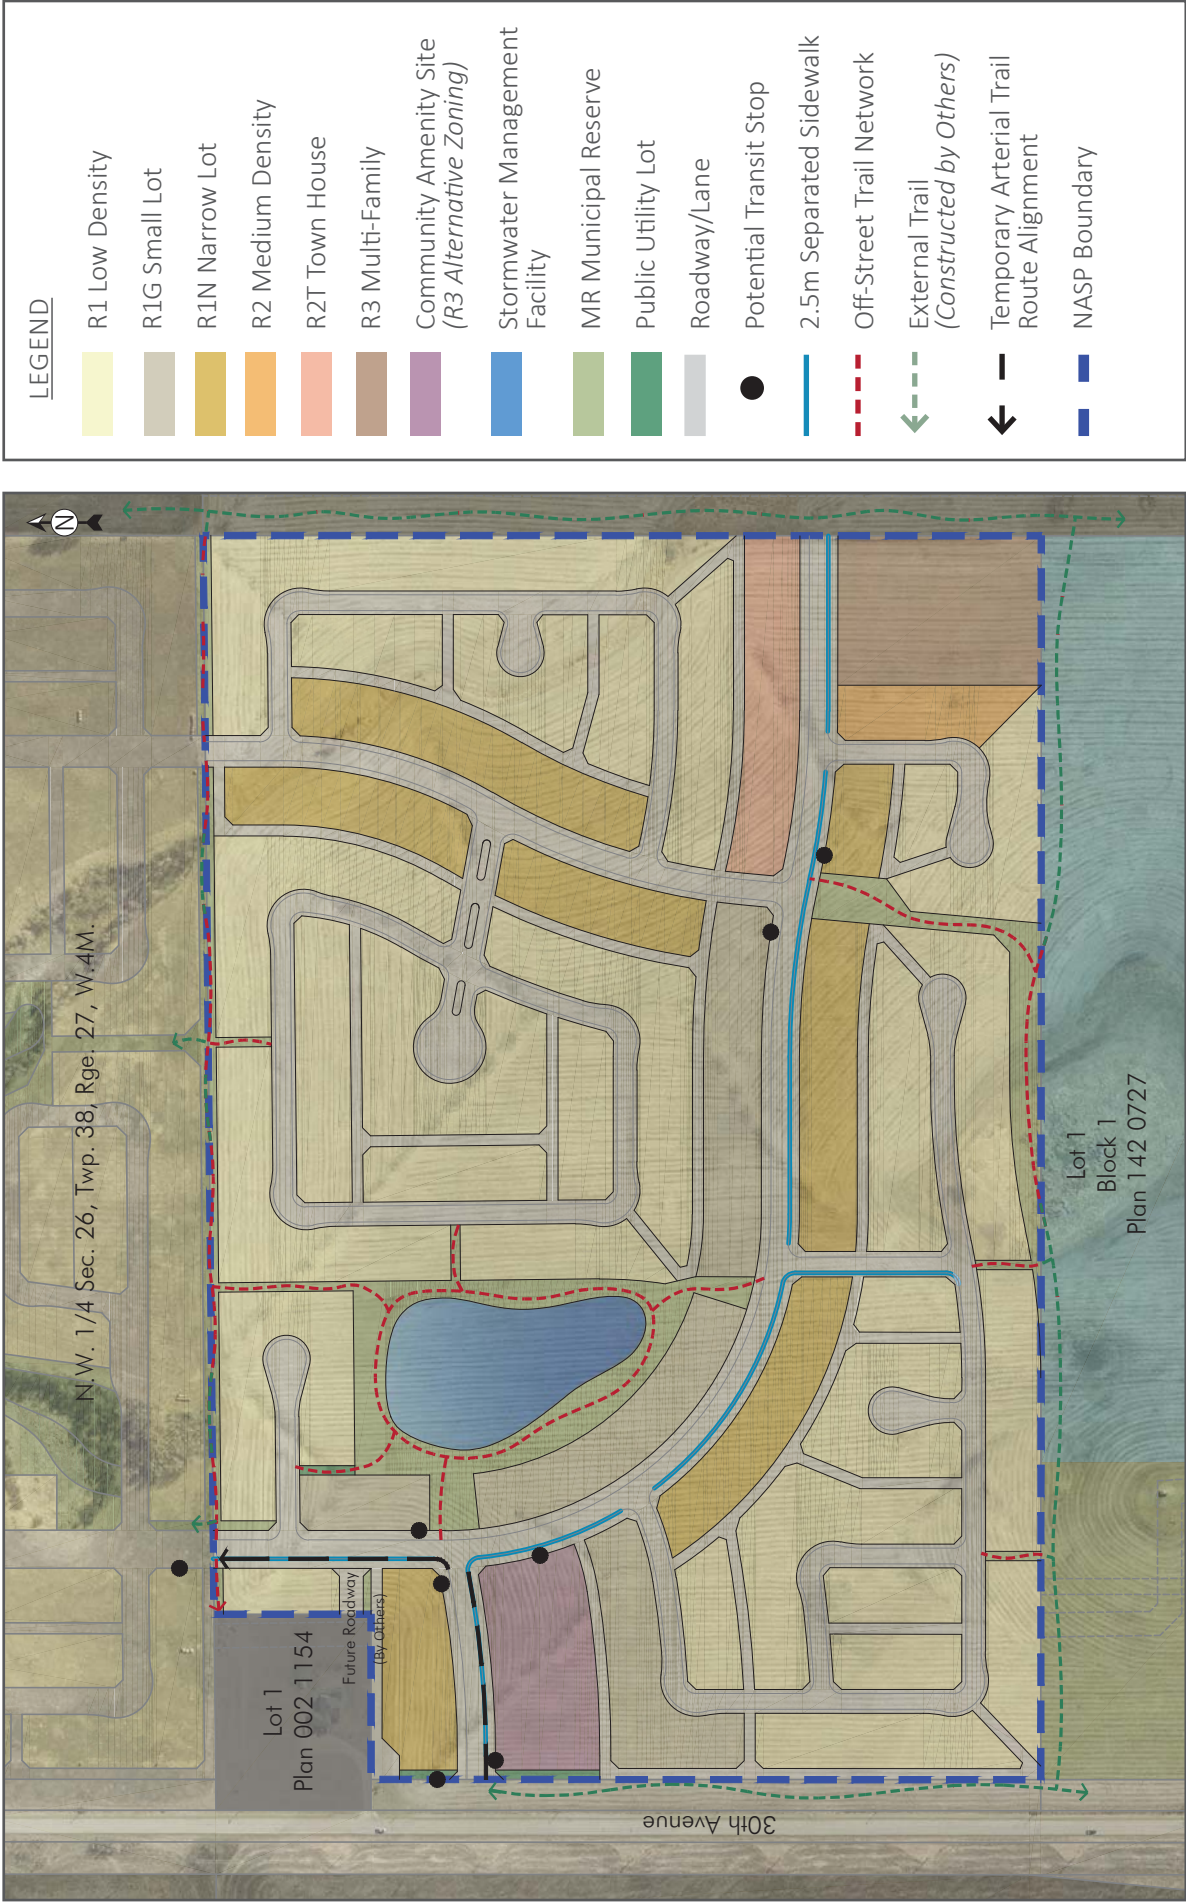 LEGEND
R1 Low Density
R1G Small Lot
R1N Narrow Lot
R2 Medium Density
R2T Town House
R3 Multi-Family
Community Amenity Site
(R3 Alternative Zoning)
Stormwater Management
Facility
MR Municipal Reserve
Public Utility Lot
Roadway/Lane
Potential Transit Stop
2.5m Separated Sidewalk
Off-Street Trail Network
External Trail
(Constructed by Others)
Temporary Arterial Trail
Route Alignment
NASP Boundary
N
N.W. 1/4 Sec. 26, Twp. 38, Rge. 27, W.4M.
Lot 1
Plan 002 1154
Future Roadway
(By Others)
30th Avenue
Lot 1
Block 1
Plan 142 0727